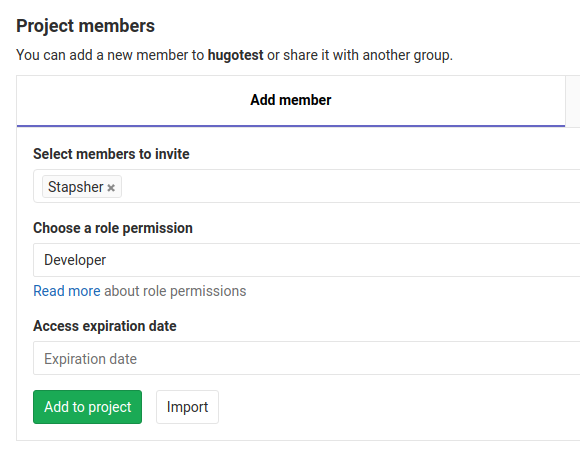 Project members
You can add a new member to hugotest or share it with another group.
Add member
Select members to invite
Stapsher ×
Choose a role permission
Developer
Read more about role permissions
Access expiration date
Expiration date
Add to project
Import